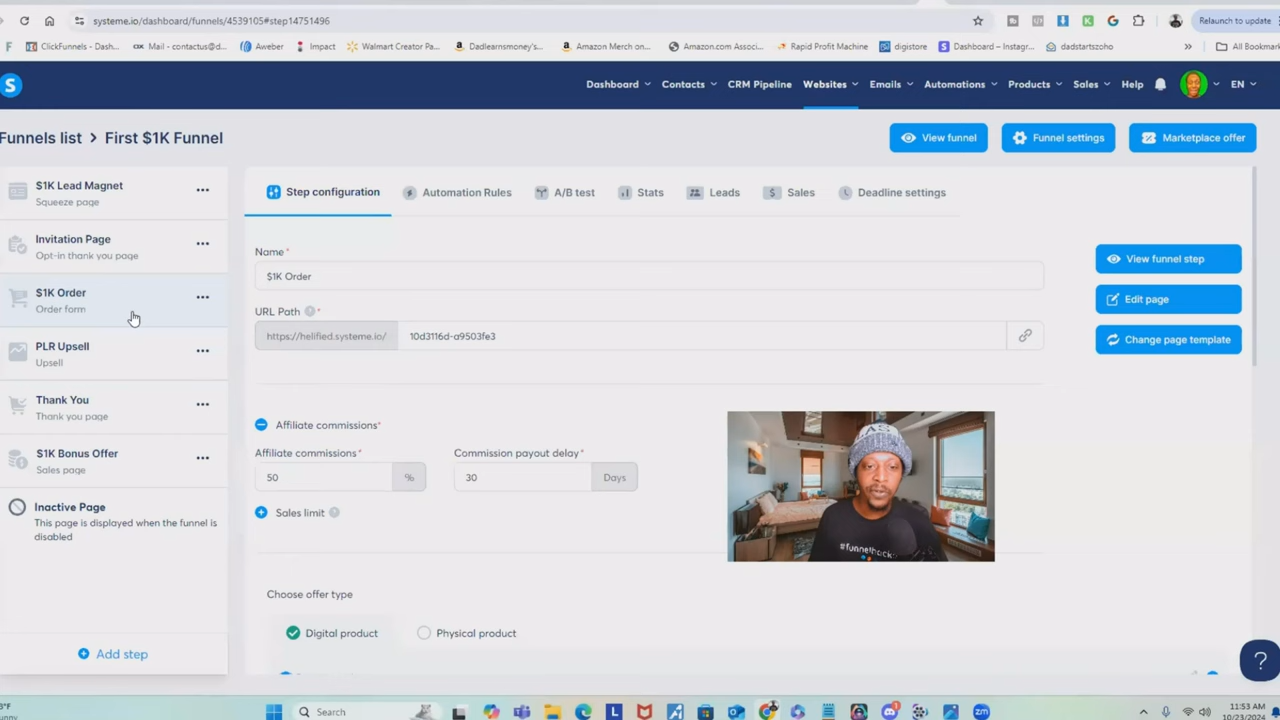 systeme.io/dashboard/funnels/4539105#step14751496
Relaunch to update
F ClickFunnels - Dash... Mail - contactus@d... Aweber Impact Walmart Creator Pa... Dadlearnsmoney's... Amazon Merch on... Amazon.com Associ... Rapid Profit Machine digistore Dashboard – Instagr... dadstartszoho » All Bookmar
S Dashboard Contacts CRM Pipeline Websites Emails Automations Products Sales Help EN
Funnels list > First $1K Funnel
View funnel Funnel settings Marketplace offer
$1K Lead Magnet
Squeeze page
Invitation Page
Opt-in thank you page
$1K Order
Order form
PLR Upsell
Upsell
Thank You
Thank you page
$1K Bonus Offer
Sales page
Inactive Page
This page is displayed when the funnel is
disabled
Add step
Step configuration Automation Rules A/B test Stats Leads Sales Deadline settings
Name *
$1K Order
URL Path ? *
https://helified.systeme.io/ 10d3116d-a9503fe3
View funnel step
Edit page
Change page template
Affiliate commissions*
Affiliate commissions * Commission payout delay *
50 % 30 Days
Sales limit ?
Choose offer type
Digital product Physical product
#funnelhack
?
Search
zm
11:53 AM
10/23/2024